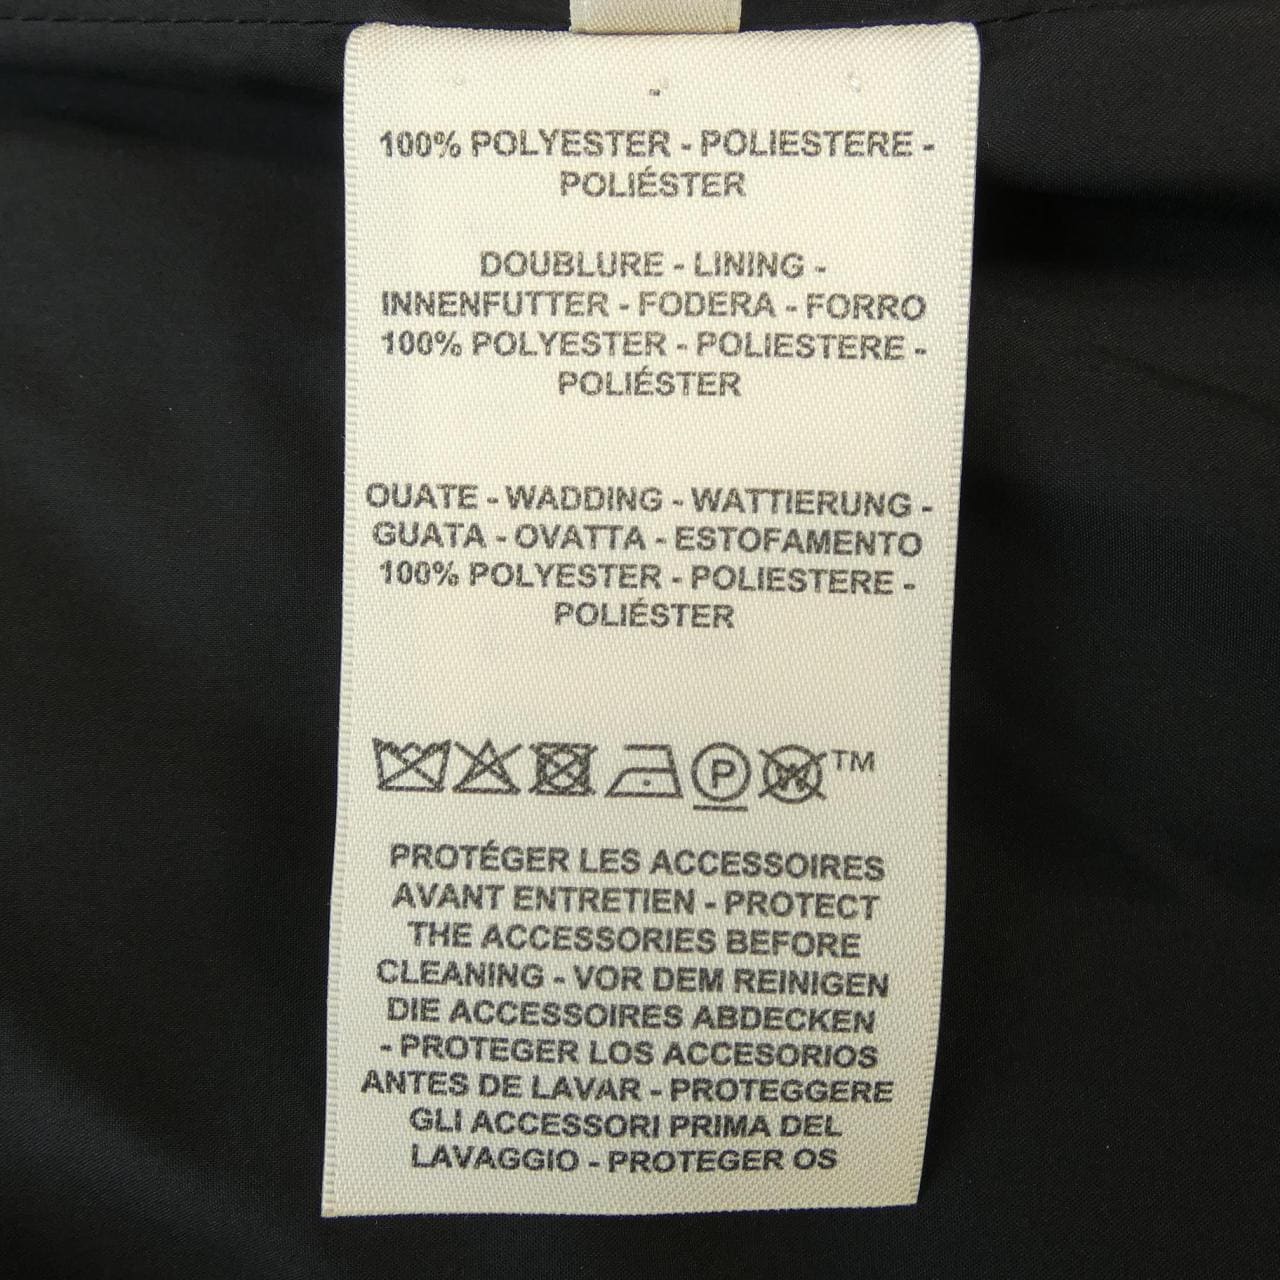 100% POLYESTER - POLIESTERE -
POLIÉSTER
DOUBLURE - LINING -
INNENFUTTER - FODERA - FORRO
100% POLYESTER - POLIESTERE -
POLIÉSTER
OUATE - WADDING - WATTIERUNG -
GUATA - OVATTA - ESTOFAMENTO
100% POLYESTER - POLIESTERE -
POLIÉSTER
P W TM
PROTÉGER LES ACCESSOIRES
AVANT ENTRETIEN - PROTECT
THE ACCESSORIES BEFORE
CLEANING - VOR DEM REINIGEN
DIE ACCESSOIRES ABDECKEN
- PROTEGER LOS ACCESORIOS
ANTES DE LAVAR - PROTEGGERE
GLI ACCESSORI PRIMA DEL
LAVAGGIO - PROTEGER OS